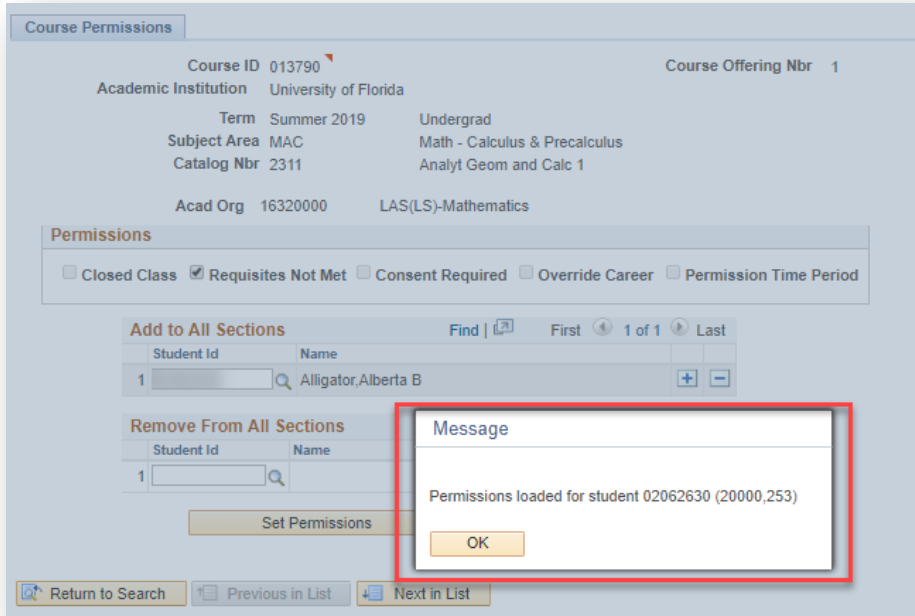 Course Permissions
Course ID 013790 Course Offering Nbr 1
Academic Institution University of Florida
Term Summer 2019 Undergrad
Subject Area MAC Math - Calculus & Precalculus
Catalog Nbr 2311 Analyt Geom and Calc 1
Acad Org 16320000 LAS(LS)-Mathematics
Permissions
Closed Class Requisites Not Met Consent Required Override Career Permission Time Period
Add to All Sections Find | First 1 of 1 Last
Student Id Name
1 Alligator,Alberta B
Remove From All Sections
Student Id Name
1
Set Permissions
Message
Permissions loaded for student 02062630 (20000,253)
OK
Return to Search Previous in List Next in List